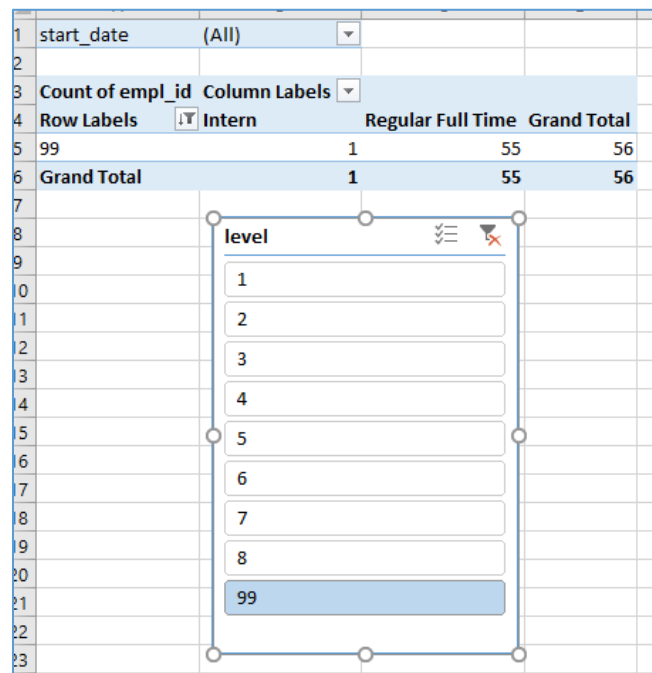 1 start_date (All)
2
3 Count of empl_id Column Labels
4 Row Labels Intern Regular Full Time Grand Total
5 99 1 55 56
6 Grand Total 1 55 56
7
8 level
9
10 1
11 2
12 3
13
14 4
15 5
16 6
17
18 7
19 8
20
21 99
22
23